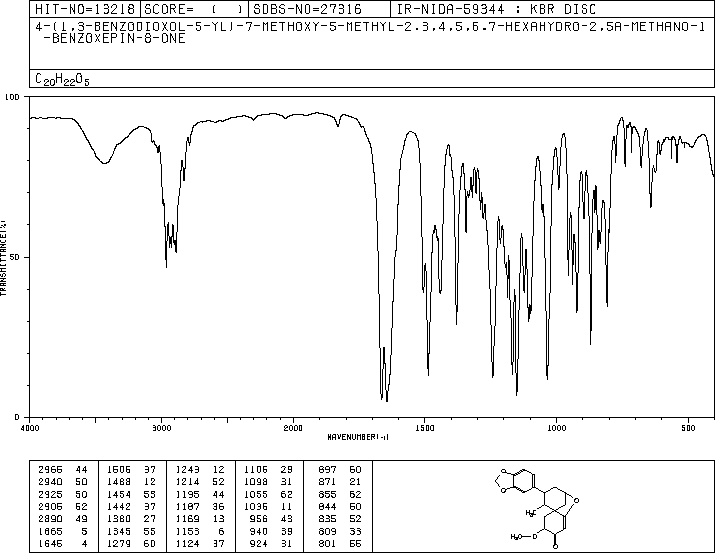 HIT-NO=13218 SCORE= ( ) SDBS-NO=27316 IR-NIDA-59344 : KBR DISC
4-(1,3-BENZODIOXOL-5-YL)-7-METHOXY-5-METHYL-2,3,4,5,6,7-HEXAHYDRO-2,5A-METHANO-1
-BENZOXEPIN-8-ONE
C20H22O5
100
50
0
TRANSMITTANCE(%)
4000 3000 2000 1500 1000 500
WAVENUMBER(-1)
2966 44 1506 37 1243 12 1106 29 897 60
2940 50 1488 12 1214 52 1098 31 871 21
2925 50 1454 55 1195 44 1055 62 855 62
2905 52 1442 37 1187 36 1036 11 844 50
2890 49 1380 27 1169 13 956 43 835 52
1665 5 1345 55 1153 6 940 39 809 33
1645 4 1279 60 1124 37 924 31 801 55
O
O
H3C
O
H3C-O
O